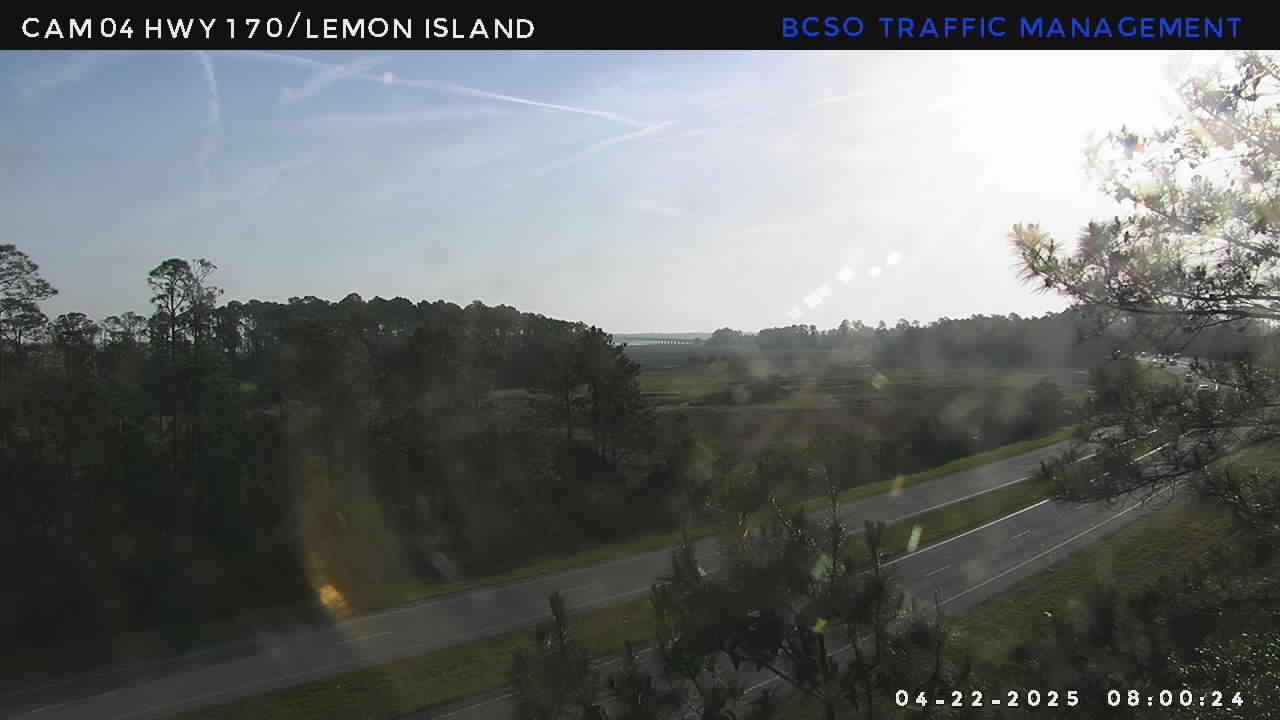 CAM04 HWY 170/LEMON ISLAND
BCSO TRAFFIC MANAGEMENT
04-22-2025 08:00:24